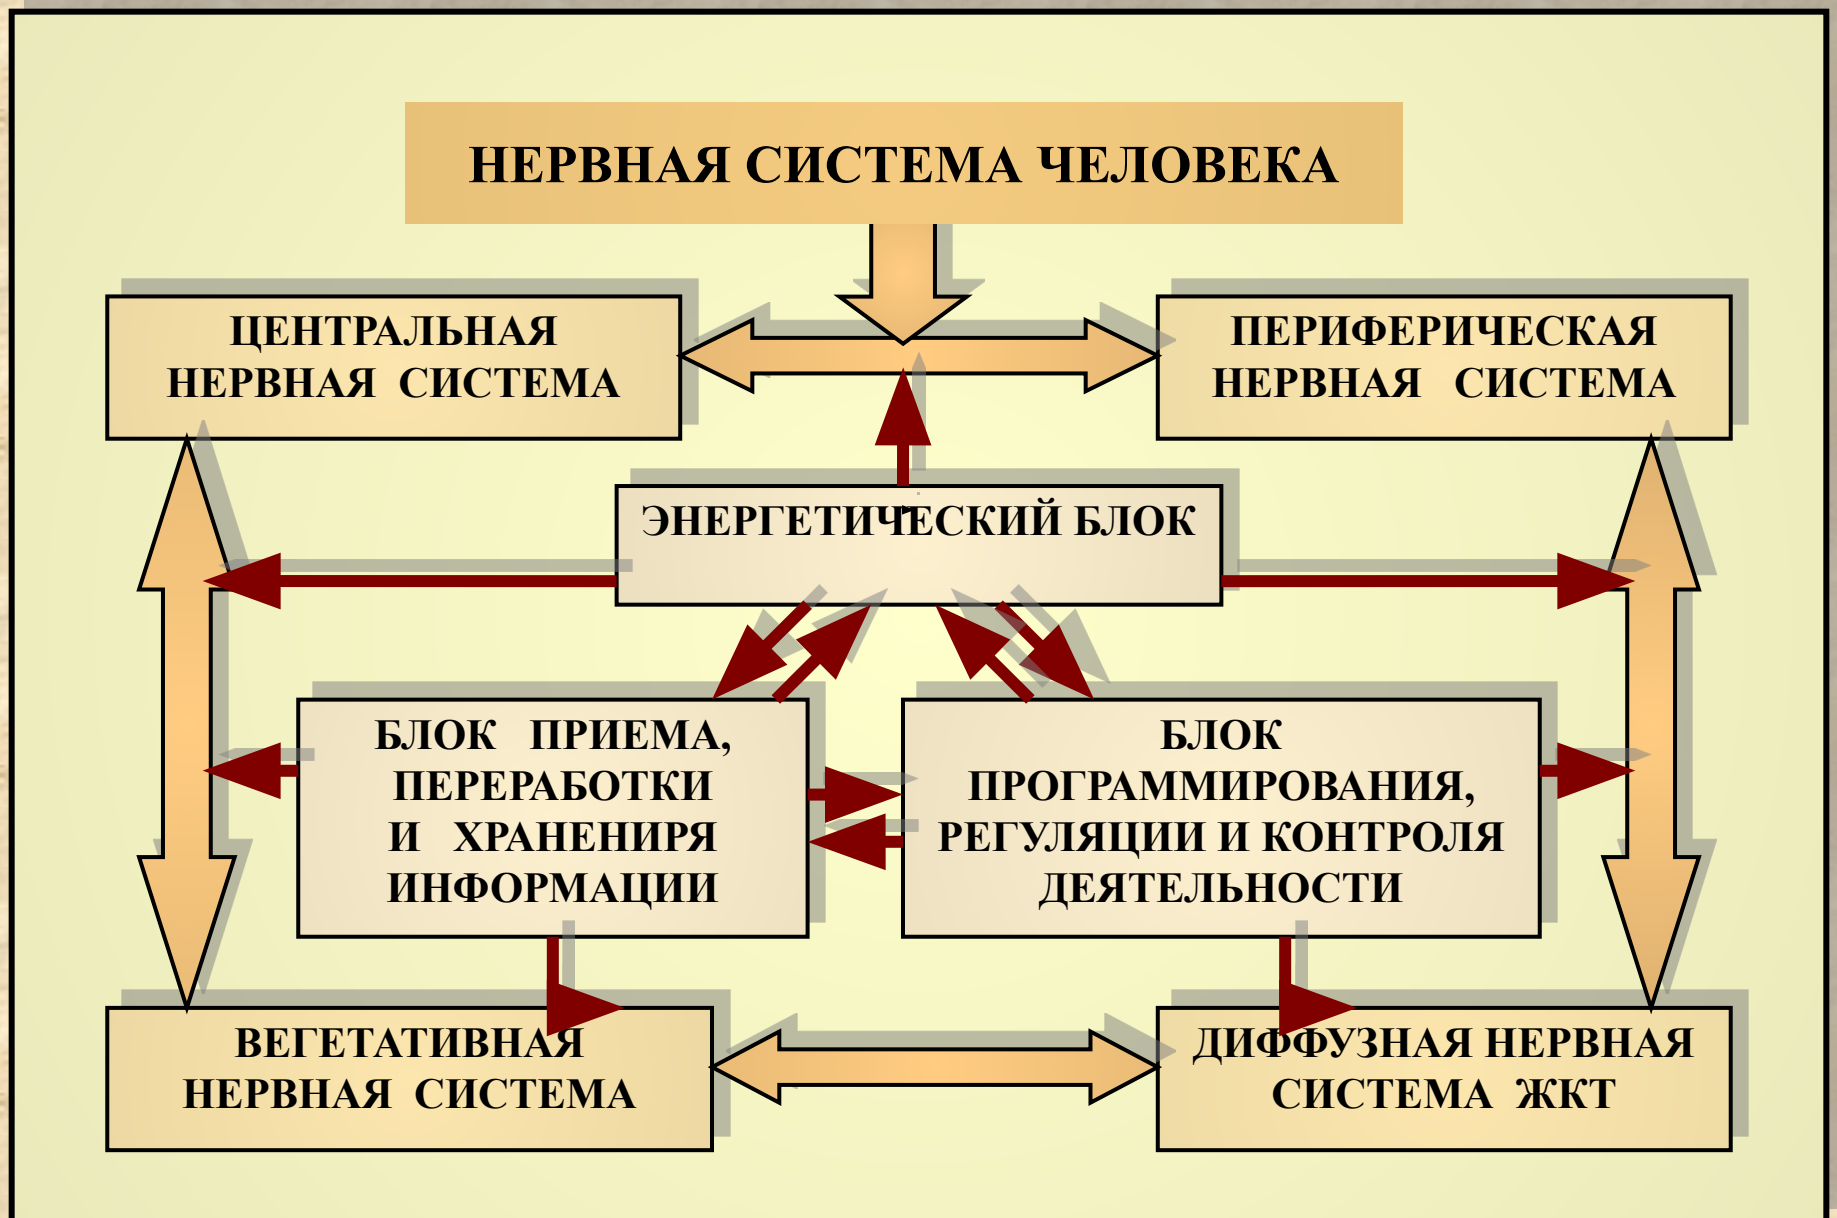 НЕРВНАЯ СИСТЕМА ЧЕЛОВЕКА
ЦЕНТРАЛЬНАЯ
НЕРВНАЯ СИСТЕМА
ПЕРИФЕРИЧЕСКАЯ
НЕРВНАЯ СИСТЕМА
ЭНЕРГЕТИЧЕСКИЙ БЛОК
БЛОК ПРИЕМА,
ПЕРЕРАБОТКИ
И ХРАНЕНИРЯ
ИНФОРМАЦИИ
БЛОК
ПРОГРАММИРОВАНИЯ,
РЕГУЛЯЦИИ И КОНТРОЛЯ
ДЕЯТЕЛЬНОСТИ
ВЕГЕТАТИВНАЯ
НЕРВНАЯ СИСТЕМА
ДИФФУЗНАЯ НЕРВНАЯ
СИСТЕМА ЖКТ